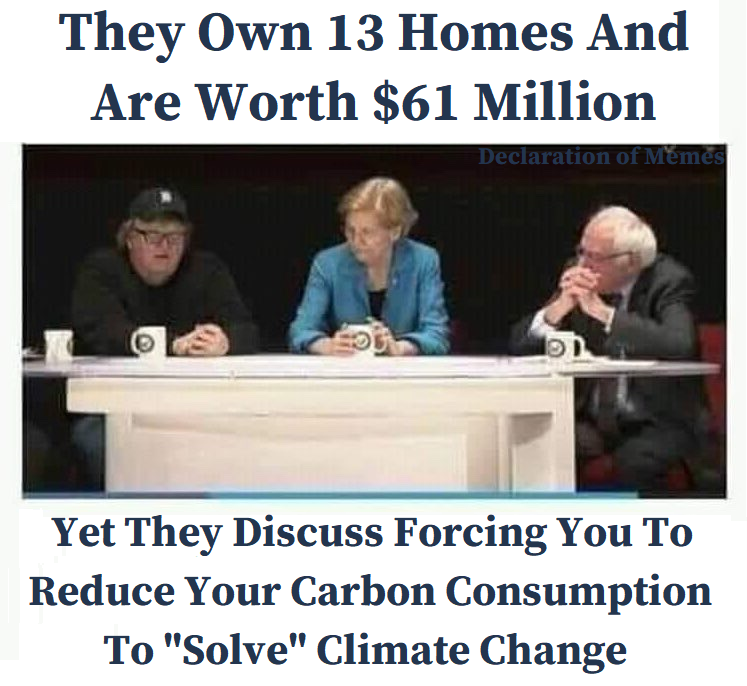 They Own 13 Homes And
Are Worth $61 Million
Declaration of Memes
Yet They Discuss Forcing You To
Reduce Your Carbon Consumption
To "Solve" Climate Change